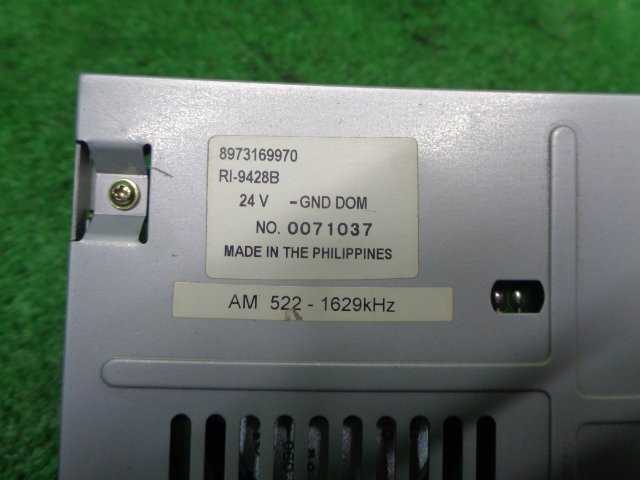 8973169970
RI-9428B
24 V -GND DOM
NO. 0071037
MADE IN THE PHILIPPINES
AM 522 - 1629kHz